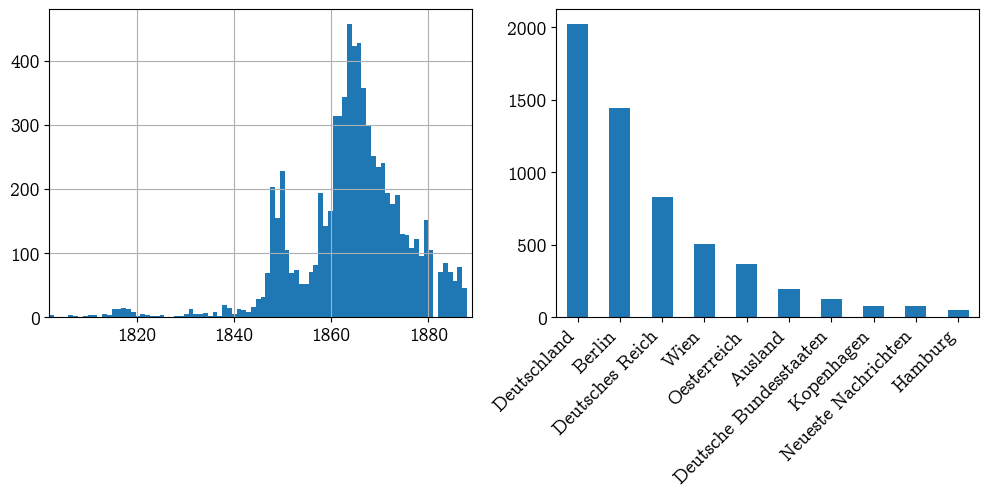 400
300
200
100
0
1820 1840 1860 1880
2000
1500
1000
500
0
Deutschland
Berlin
Deutsches Reich
Wien
Oesterreich
Ausland
Deutsche Bundesstaaten
Kopenhagen
Neueste Nachrichten
Hamburg